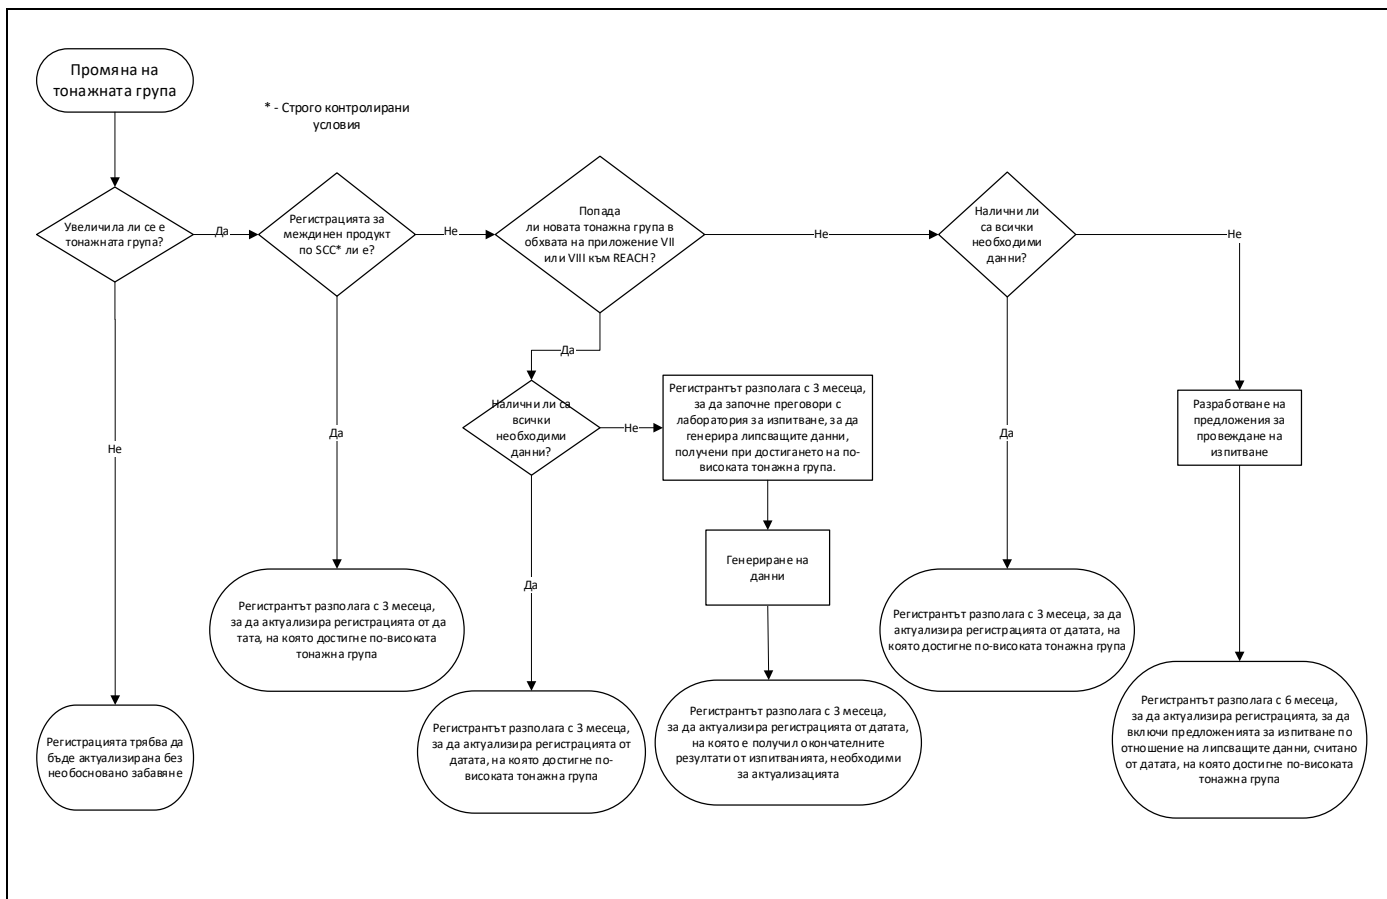 Промяна на
тонажната група
* - Строго контролирани
условия
Увеличила ли се е
тонажната група?
Да
Регистрацията за
междинен продукт
по SCC* ли е?
Не
Попада
ли новата тонажна група в
обхвата на приложение VII
или VIII към REACH?
Не
Налични ли
са всички
необходими
данни?
Не
Да
Налични ли са
всички
необходими
данни?
Не
Регистрантът разполага с 3 месеца,
за да започне преговори с
лаборатория за изпитване, за да
генерира липсващите данни,
получени при достигането на по-
високата тонажна група.
Разработване на
предложения за
провеждане на
изпитване
Не
Да
Да
Да
Генериране на
данни
Регистрантът разполага с 3 месеца,
за да актуализира регистрацията от да
тата, на която достигне по-високата
тонажна група
Регистрантът разполага с 3 месеца, за да
актуализира регистрацията от датата, на
която достигне по-високата тонажна група
Регистрацията трябва да
бъде актуализирана без
необосновано забавяне
Регистрантът разполага с 3 месеца,
за да актуализира регистрацията от
датата, на която достигне по-
високата тонажна група
Регистрантът разполага с 3 месеца,
за да актуализира регистрацията от датата,
на която е получил окончателните
резултати от изпитванията, необходими
за актуализацията
Регистрантът разполага с 6 месеца,
за да актуализира регистрацията, за да
включи предложенията за изпитване по
отношение на липсващите данни, считано
от датата, на която достигне по-високата
тонажна група